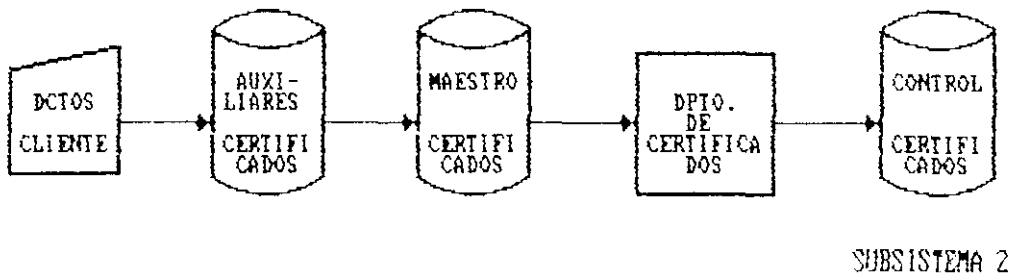 DCTOS
CLIENTE
AUXI-
LIARES
CERTIFI
CADOS
MAESTRO
CERTIFI
CADOS
DPTO.
DE
CERTIFICA
DOS
CONTROL
CERTIFI
CADOS
SUBSISTEMA 2